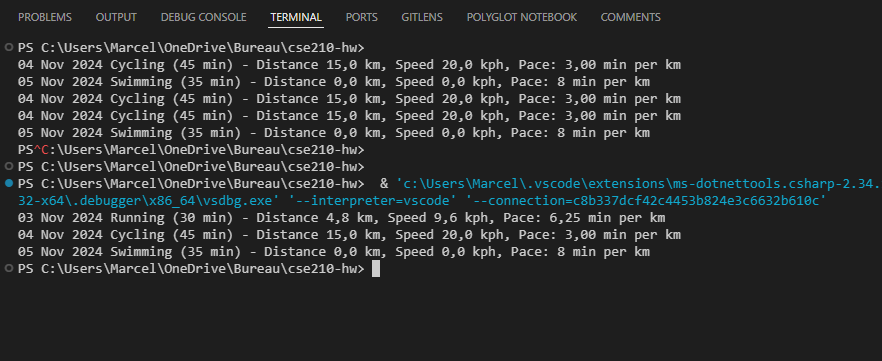 PROBLEMS OUTPUT DEBUG CONSOLE TERMINAL PORTS GITLENS POLYGLOT NOTEBOOK COMMENTS
PS C:\Users\Marcel\OneDrive\Bureau\cse210-hw>
04 Nov 2024 Cycling (45 min) - Distance 15,0 km, Speed 20,0 kph, Pace: 3,00 min per km
05 Nov 2024 Swimming (35 min) - Distance 0,0 km, Speed 0,0 kph, Pace: 8 min per km
04 Nov 2024 Cycling (45 min) - Distance 15,0 km, Speed 20,0 kph, Pace: 3,00 min per km
04 Nov 2024 Cycling (45 min) - Distance 15,0 km, Speed 20,0 kph, Pace: 3,00 min per km
05 Nov 2024 Swimming (35 min) - Distance 0,0 km, Speed 0,0 kph, Pace: 8 min per km
PS^C:\Users\Marcel\OneDrive\Bureau\cse210-hw>
PS C:\Users\Marcel\OneDrive\Bureau\cse210-hw>
PS C:\Users\Marcel\OneDrive\Bureau\cse210-hw>  & 'c:\Users\Marcel\.vscode\extensions\ms-dotnettools.csharp-2.34.
32-x64\.debugger\x86_64\vsdbg.exe' '--interpreter=vscode' '--connection=c8b337dcf42c4453b824e3c6632b610c'
03 Nov 2024 Running (30 min) - Distance 4,8 km, Speed 9,6 kph, Pace: 6,25 min per km
04 Nov 2024 Cycling (45 min) - Distance 15,0 km, Speed 20,0 kph, Pace: 3,00 min per km
05 Nov 2024 Swimming (35 min) - Distance 0,0 km, Speed 0,0 kph, Pace: 8 min per km
PS C:\Users\Marcel\OneDrive\Bureau\cse210-hw>